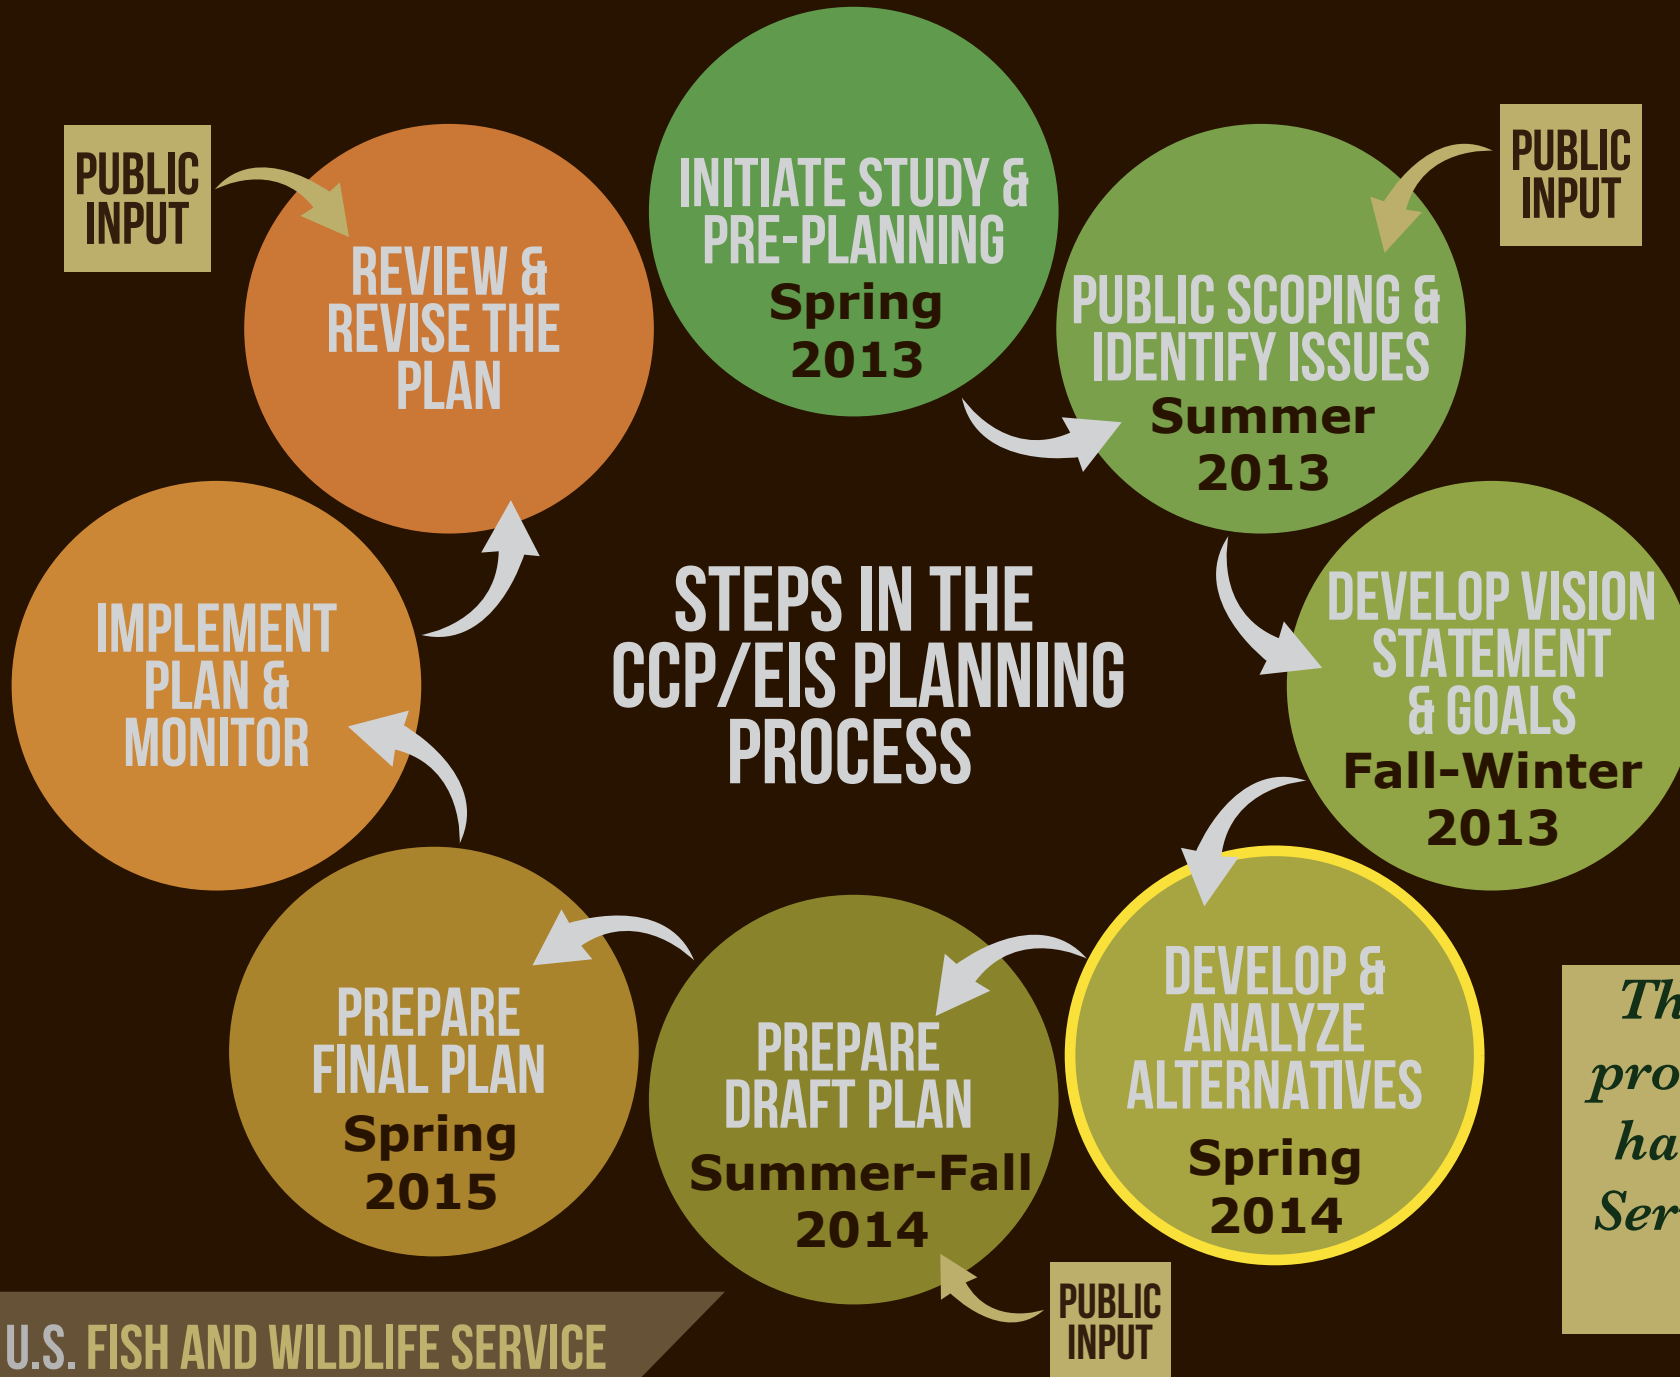 PUBLIC
INPUT
REVIEW &
REVISE THE
PLAN
INITIATE STUDY &
PRE-PLANNING
Spring
2013
PUBLIC SCOPING &
IDENTIFY ISSUES
Summer
2013
PUBLIC
INPUT
DEVELOP VISION
STATEMENT
& GOALS
Fall-Winter
2013
STEPS IN THE
CCP/EIS PLANNING
PROCESS
IMPLEMENT
PLAN &
MONITOR
DEVELOP &
ANALYZE
ALTERNATIVES
Spring
2014
PREPARE
DRAFT PLAN
Summer-Fall
2014
PUBLIC
INPUT
PREPARE
FINAL PLAN
Spring
2015
U.S. FISH AND WILDLIFE SERVICE